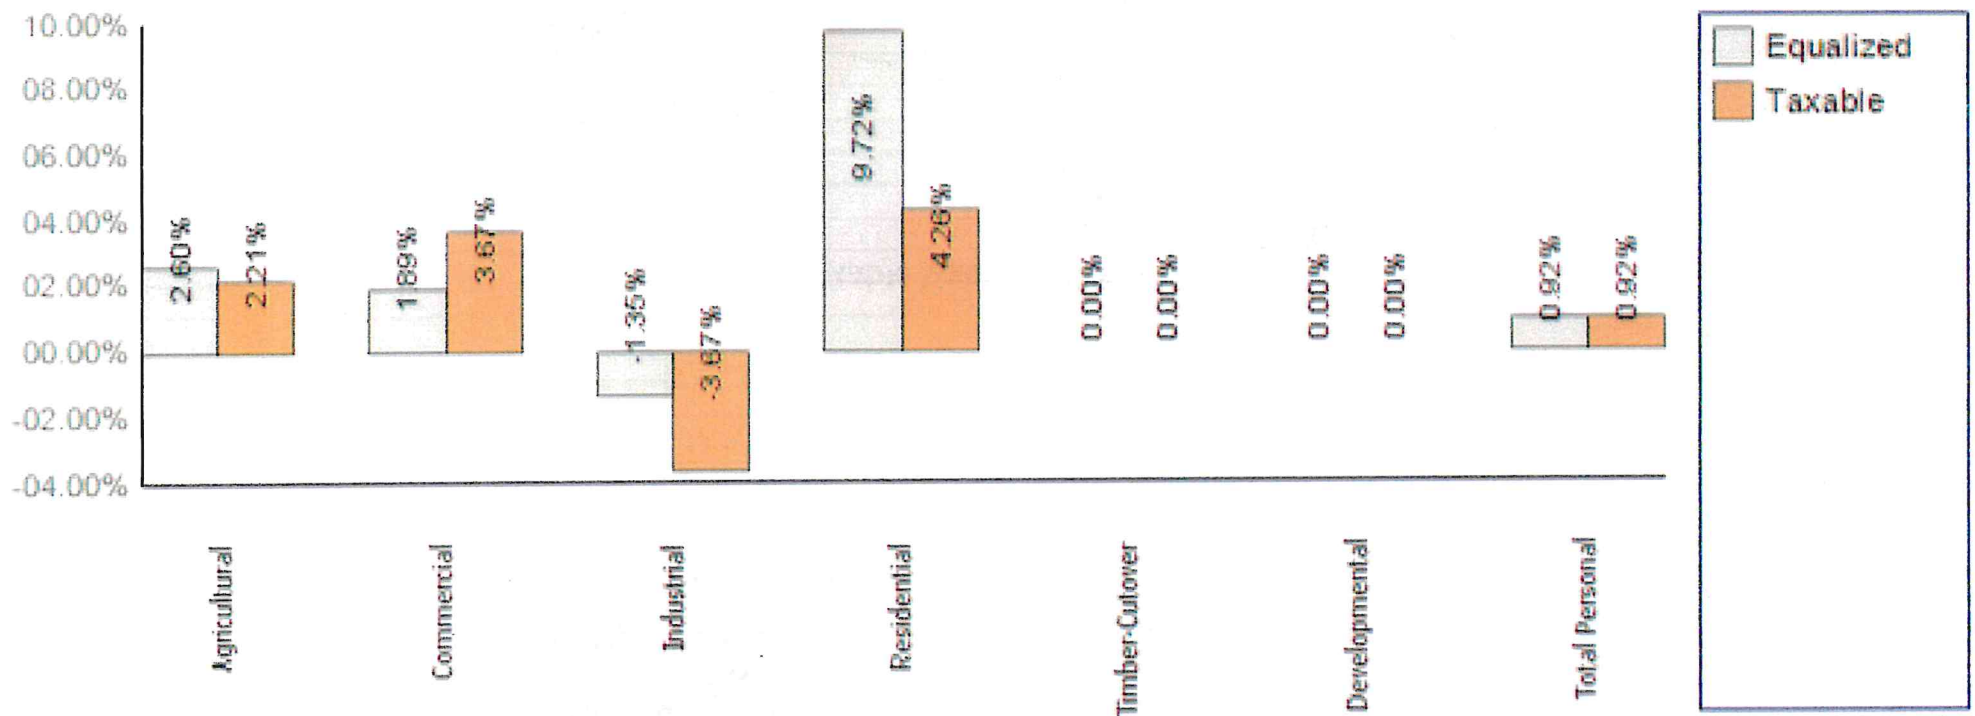 10.00%
08.00%
06.00%
04.00%
02.00%
00.00%
-02.00%
-04.00%
2.60%
2.21%
1.89%
3.67%
-1.35%
-3.67%
9.72%
4.26%
0.00%
0.00%
0.00%
0.00%
0.92%
0.92%
Agricultural
Commercial
Industrial
Residential
Timber-Cutover
Developmental
Total Personal
Equalized
Taxable